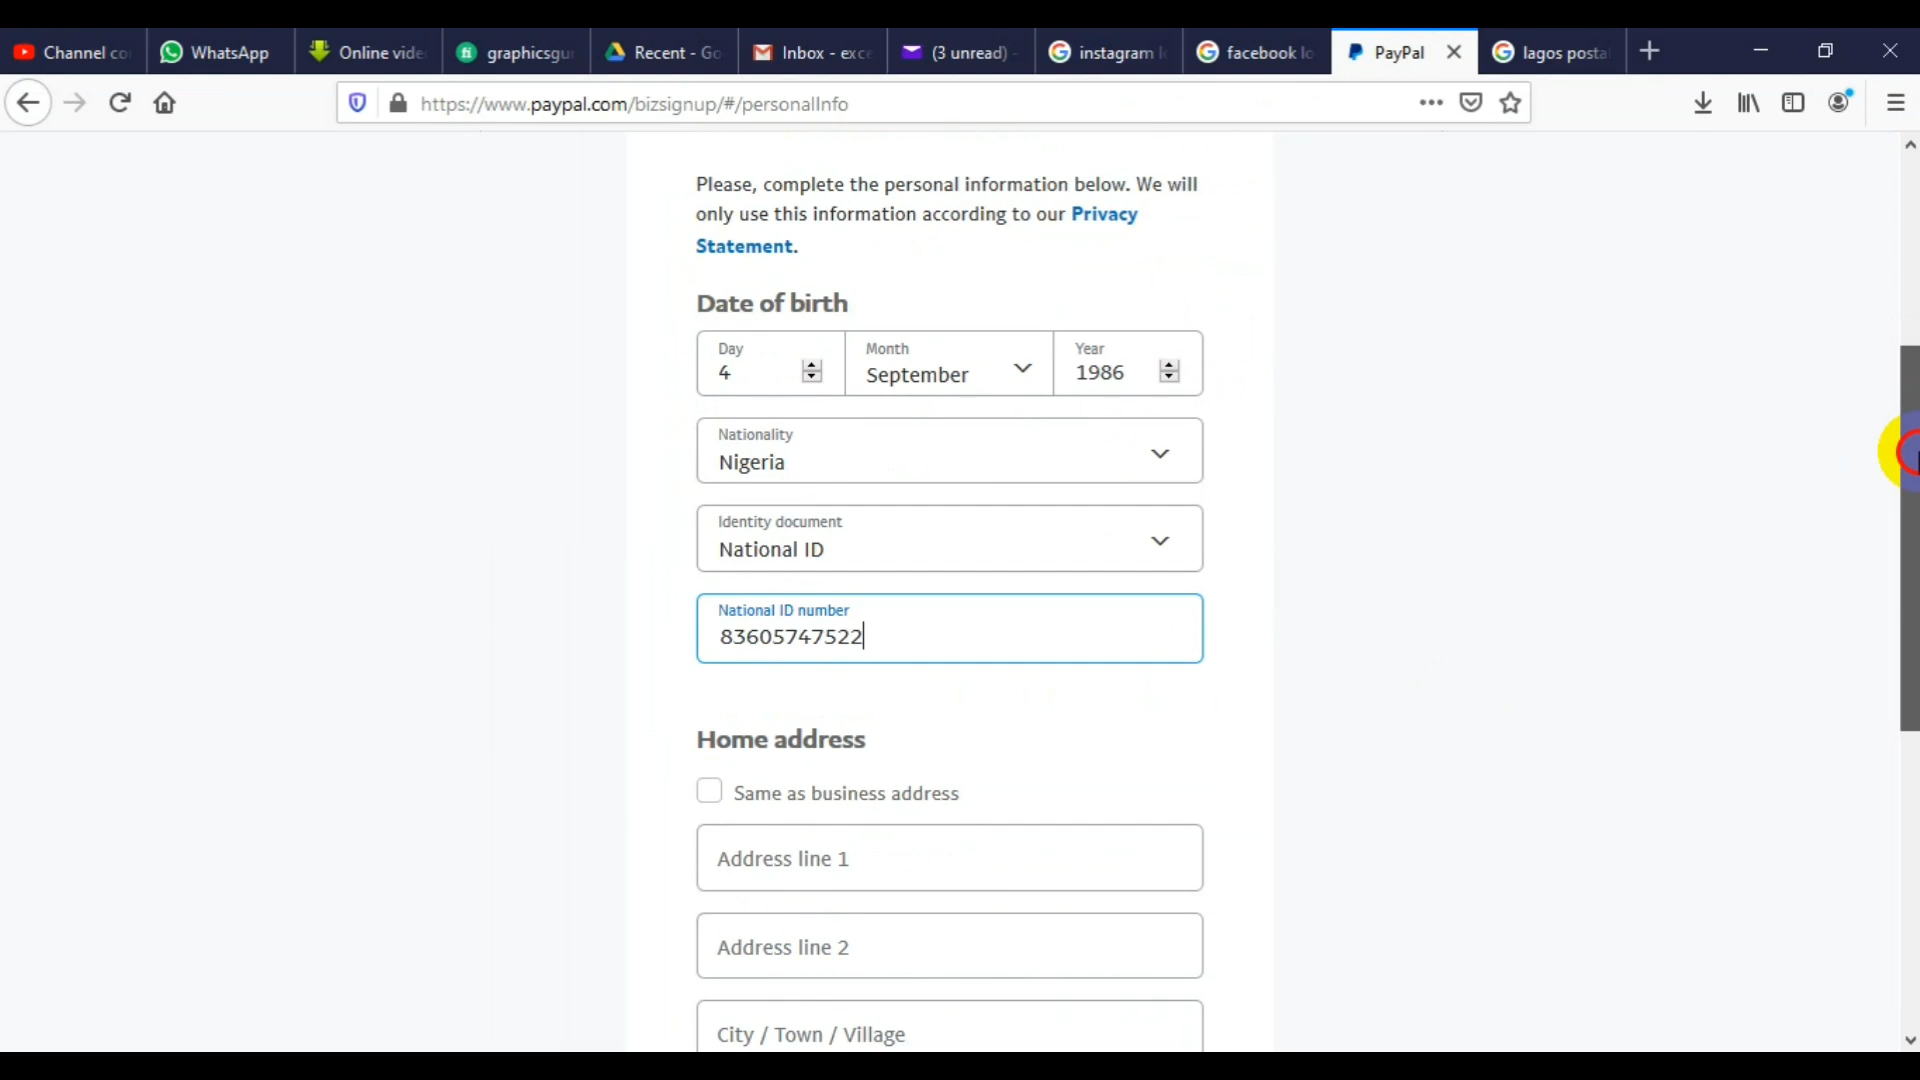 Channel co
WhatsApp
Online vide
graphicsgu
Recent - Go
Inbox - exce
(3 unread) -
instagram l
facebook lo
PayPal
lagos posta
https://www.paypal.com/bizsignup/#/personalInfo
Please, complete the personal information below. We will
only use this information according to our Privacy
Statement.
Date of birth
Day
Month
Year
4
September
1986
Nationality
Nigeria
Identity document
National ID
National ID number
83605747522
Home address
Same as business address
Address line 1
Address line 2
City / Town / Village